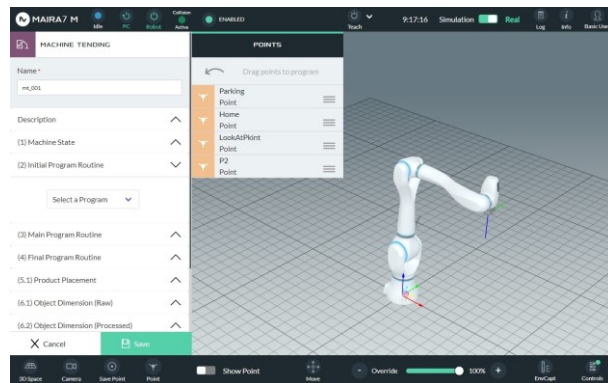 MAIRA7 M
Idle
PC
Robot
Collision
Active
ENABLED
Teach
9:17:16
Simulation
Real
Log
Info
Basic User
MACHINE TENDING
Name *
mt_001
Description
(1) Machine State
(2) Initial Program Routine
Select a Program
(3) Main Program Routine
(4) Final Program Routine
(5.1) Product Placement
(6.1) Object Dimension (Raw)
(6.2) Object Dimension (Processed)
Cancel
Save
POINTS
Drag points to program
Parking
Point
Home
Point
LookAtPkint
Point
P2
Point
3D Space
Camera
Save Point
Point
Show Point
Move
- Override
100% +
EnvCapt
Controls